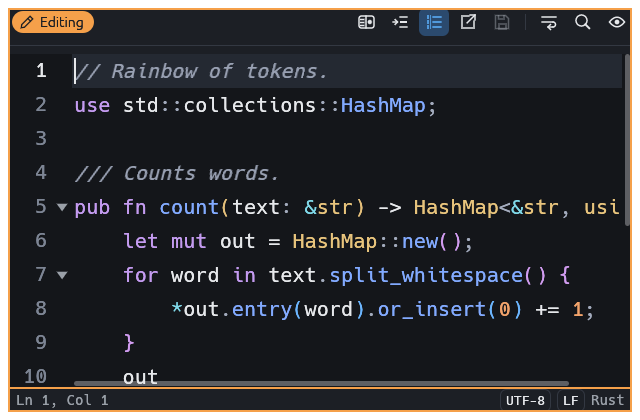 Editing
1 // Rainbow of tokens.
2 use std::collections::HashMap;
3
4 /// Counts words.
5 pub fn count(text: &str) -> HashMap<&str, usi
6     let mut out = HashMap::new();
7     for word in text.split_whitespace() {
8         *out.entry(word).or_insert(0) += 1;
9     }
10     out
Ln 1, Col 1 UTF-8 LF Rust